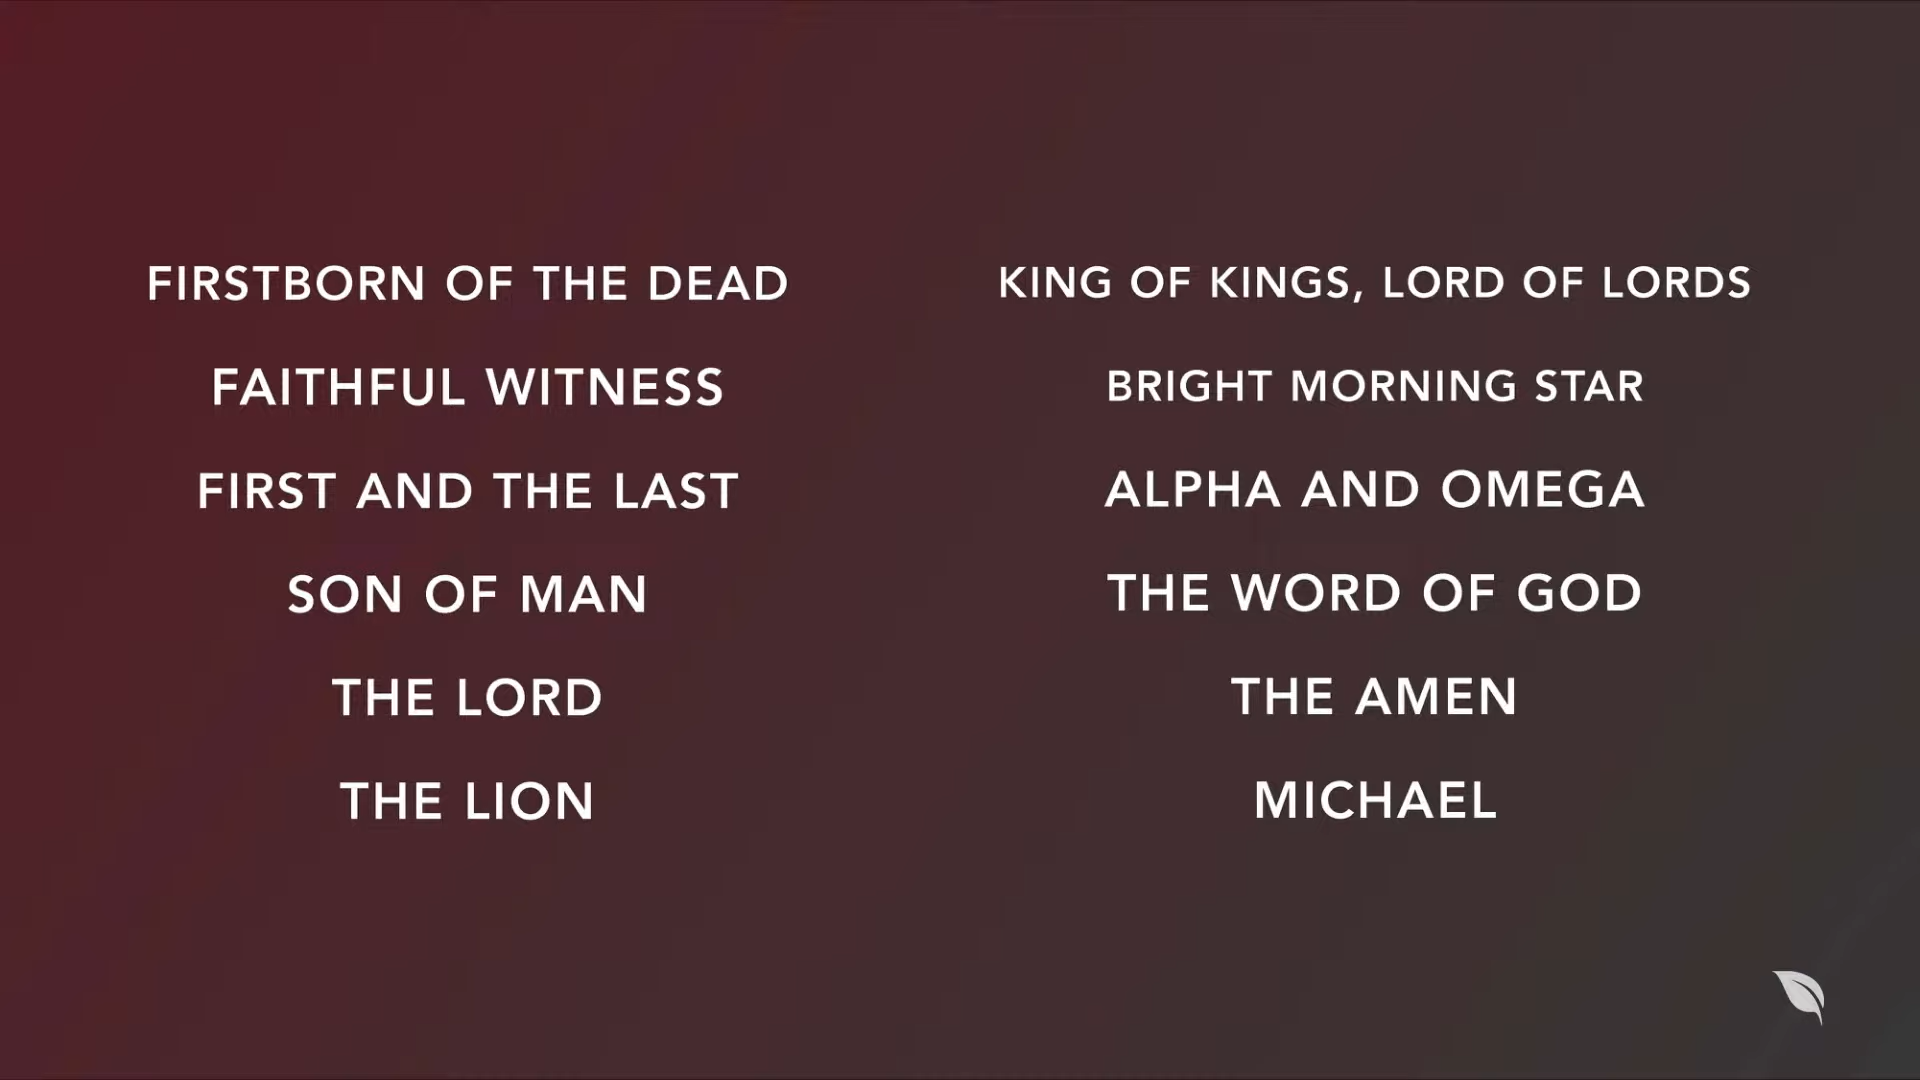 FIRSTBORN OF THE DEAD
FAITHFUL WITNESS
FIRST AND THE LAST
SON OF MAN
THE LORD
THE LION
KING OF KINGS, LORD OF LORDS
BRIGHT MORNING STAR
ALPHA AND OMEGA
THE WORD OF GOD
THE AMEN
MICHAEL